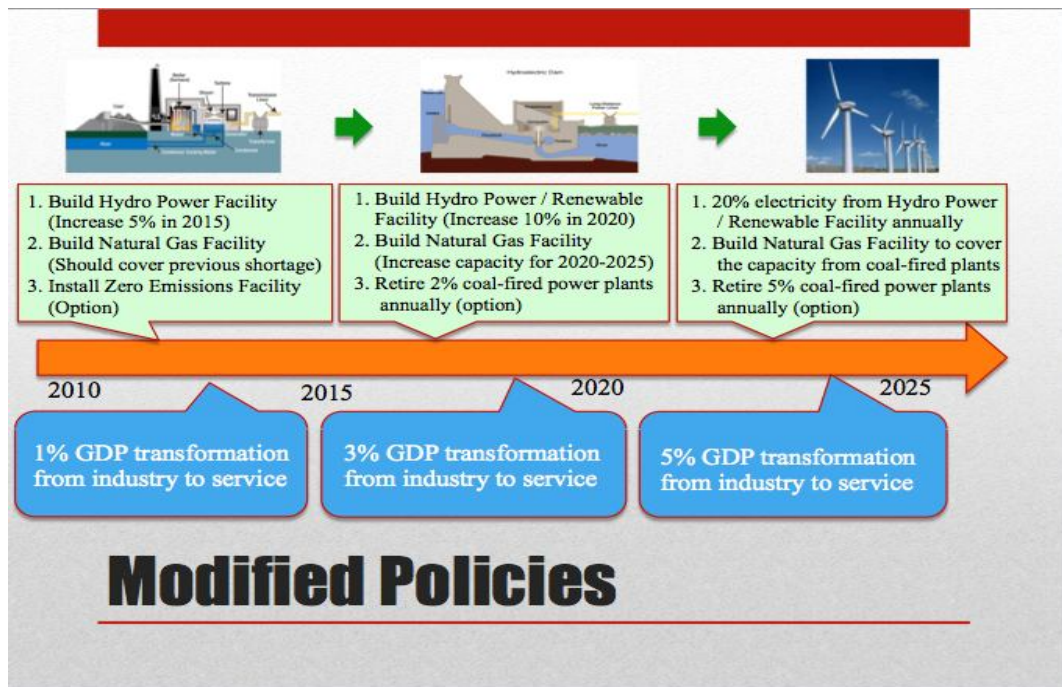 Hydroelectric Dam
1. Build Hydro Power Facility
(Increase 5% in 2015)
2. Build Natural Gas Facility
(Should cover previous shortage)
3. Install Zero Emissions Facility
(Option)
1. Build Hydro Power / Renewable
Facility (Increase 10% in 2020)
2. Build Natural Gas Facility
(Increase capacity for 2020-2025)
3. Retire 2% coal-fired power plants
annually (option)
1. 20% electricity from Hydro Power
/ Renewable Facility annually
2. Build Natural Gas Facility to cover
the capacity from coal-fired plants
3. Retire 5% coal-fired power plants
annually (option)
2010
2015
2020
2025
1% GDP transformation
from industry to service
3% GDP transformation
from industry to service
5% GDP transformation
from industry to service
Modified Policies